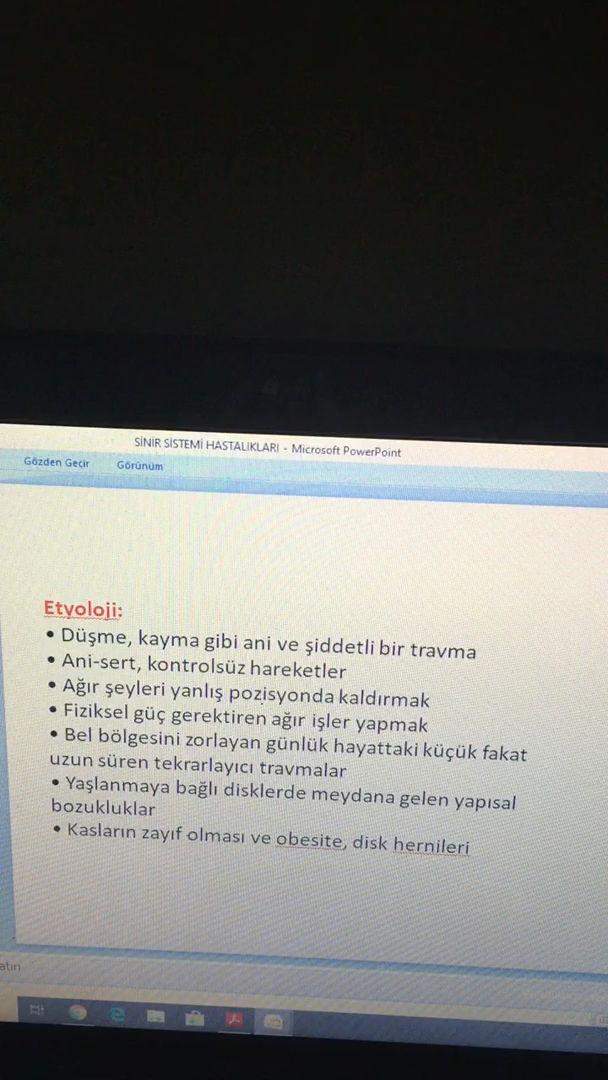 SİNİR SİSTEMİ HASTALIKLARI - Microsoft PowerPoint
Gözden Geçir Görünüm
Etyoloji:
• Düşme, kayma gibi ani ve şiddetli bir travma
• Ani-sert, kontrolsüz hareketler
• Ağır şeyleri yanlış pozisyonda kaldırmak
• Fiziksel güç gerektiren ağır işler yapmak
• Bel bölgesini zorlayan günlük hayattaki küçük fakat
uzun süren tekrarlayıcı travmalar
• Yaşlanmaya bağlı disklerde meydana gelen yapısal
bozukluklar
• Kasların zayıf olması ve obesite, disk hernileri
atın